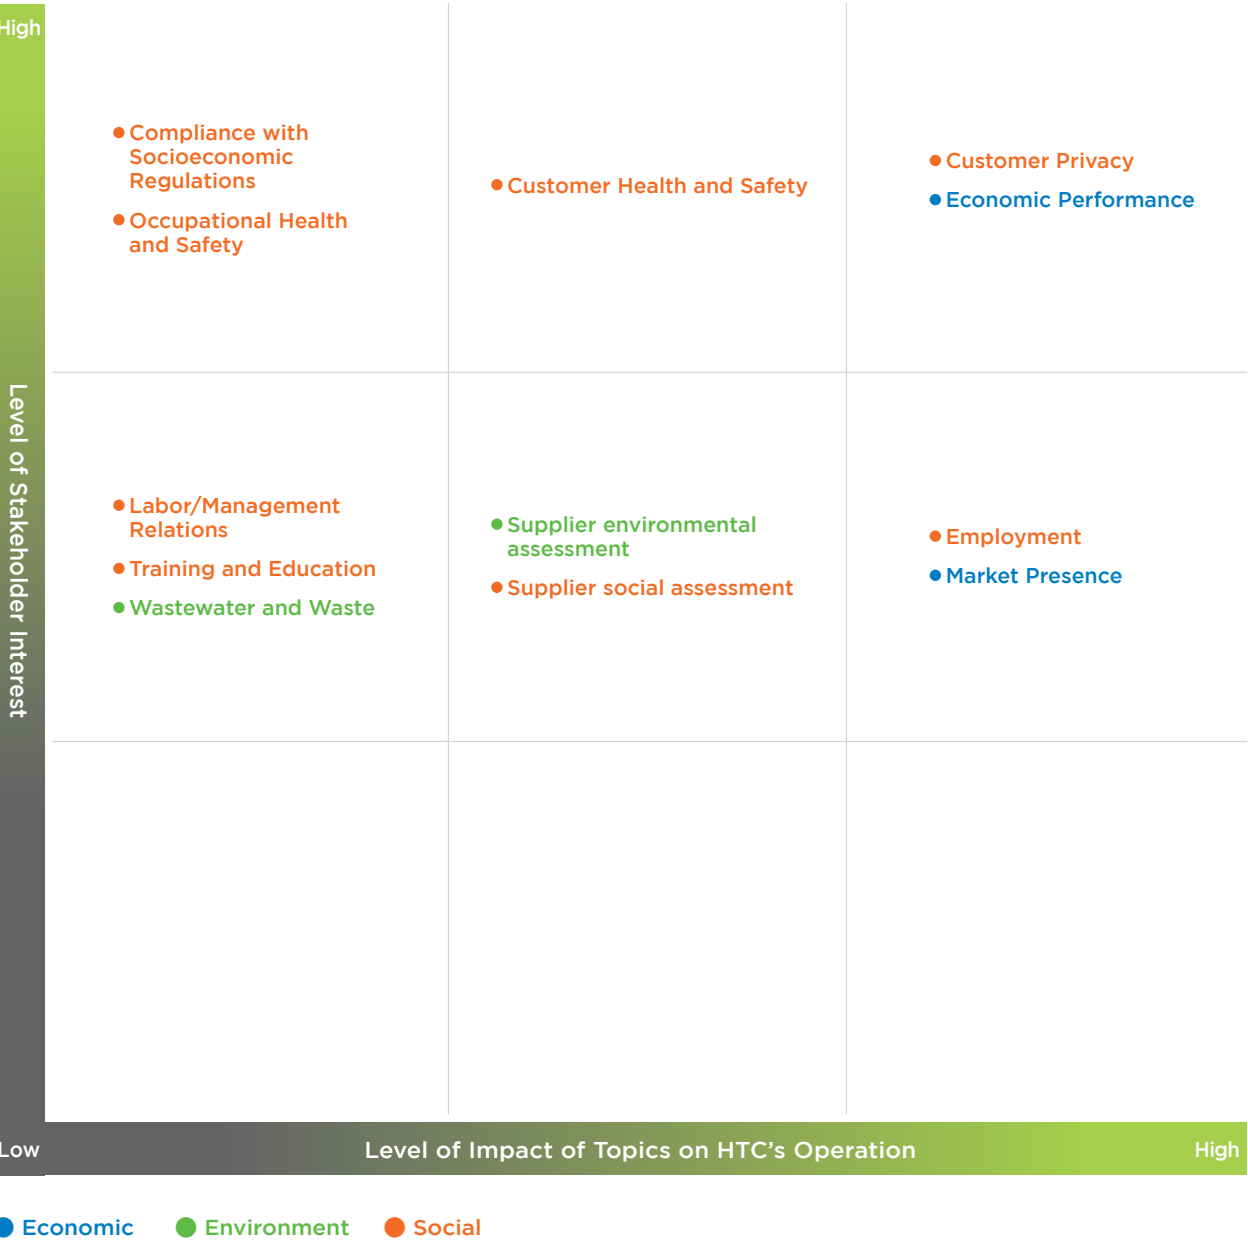 High
Compliance with
Socioeconomic
Regulations
Occupational Health
and Safety
Customer Health and Safety
Customer Privacy
Economic Performance
Level of Stakeholder Interest
Labor/Management
Relations
Training and Education
Wastewater and Waste
Supplier environmental
assessment
Supplier social assessment
Employment
Market Presence
Low
Level of Impact of Topics on HTC’s Operation
High
Economic
Environment
Social